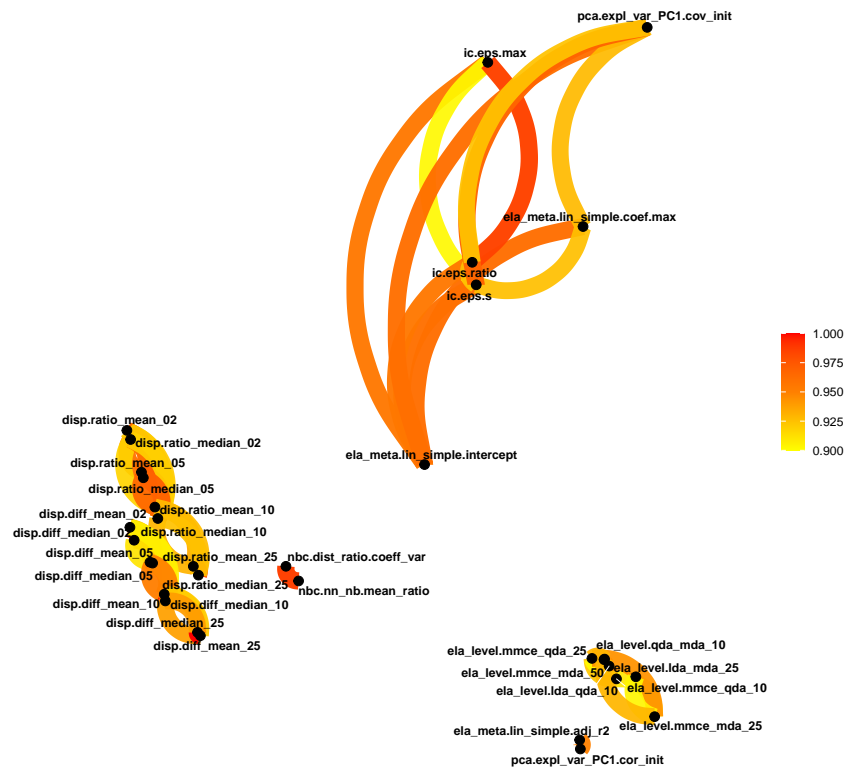 pca.expl_var_PC1.cov_init
ic.eps.max
ela_meta.lin_simple.coef.max
ic.eps.ratio
ic.eps.s
1.000
0.975
0.950
0.925
0.900
disp.ratio_mean_02
disp.ratio_median_02
ela_meta.lin_simple.intercept
disp.ratio_mean_05
disp.ratio_median_05
disp.diff_mean_02
disp.ratio_mean_10
disp.diff_median_02
disp.ratio_median_10
disp.diff_mean_05
disp.ratio_mean_25
nbc.dist_ratio.coeff_var
disp.diff_median_05
disp.ratio_median_25
nbc.nn_nb.mean_ratio
disp.diff_mean_10
disp.diff_median_10
disp.diff_median_25
disp.diff_mean_25
ela_level.mmce_qda_25
ela_level.qda_mda_10
ela_level.mmce_mda_50
ela_level.lda_mda_25
ela_level.lda_qda_10
ela_level.mmce_qda_10
ela_level.mmce_mda_25
ela_meta.lin_simple.adj_r2
pca.expl_var_PC1.cor_init